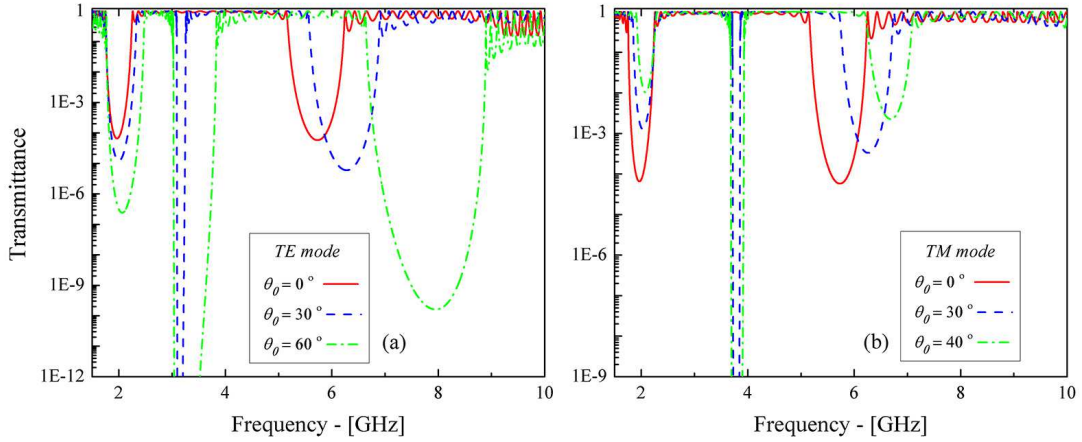 1
1E-3
1E-6
1E-9
1E-12
Transmittance
2
4
6
8
10
Frequency - [GHz]
TE mode
θ0 = 0 °
θ0 = 30 °
θ0 = 60 °
(a)
1
1E-3
1E-6
1E-9
2
4
6
8
10
Frequency - [GHz]
TM mode
θ0 = 0 °
θ0 = 30 °
θ0 = 40 °
(b)